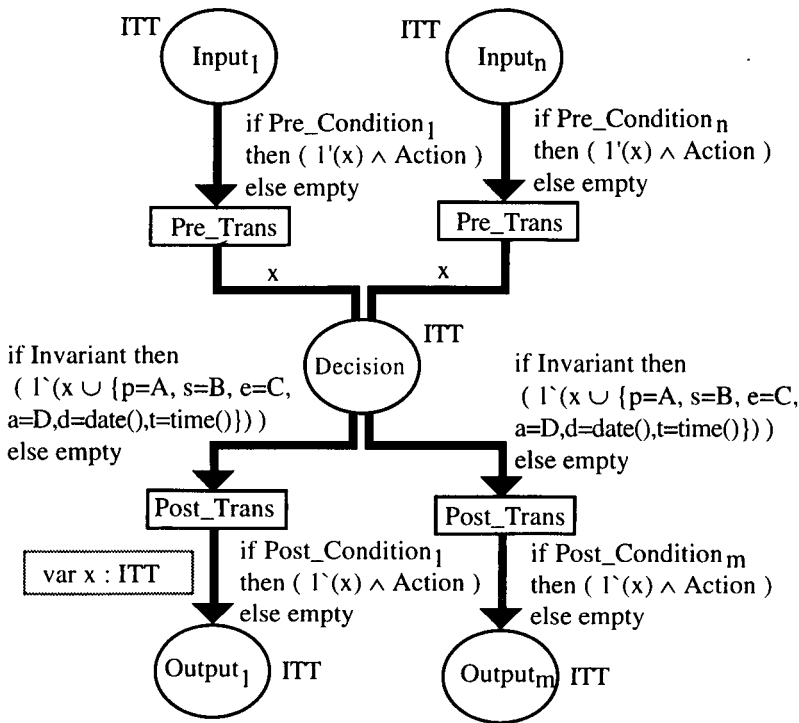 ITT
Input1
ITT
Inputn
if Pre_Condition1
then ( 1'(x) ∧ Action )
else empty
if Pre_Condition n
then ( 1'(x) ∧ Action )
else empty
Pre_Trans
Pre_Trans
x
x
Decision
ITT
if Invariant then
( 1`(x ∪ {p=A, s=B, e=C,
a=D,d=date(),t=time()}) )
else empty
if Invariant then
( 1`(x ∪ {p=A, s=B, e=C,
a=D,d=date(),t=time()}) )
else empty
Post_Trans
Post_Trans
var x : ITT
if Post_Condition1
then ( 1`(x) ∧ Action )
else empty
if Post_Condition m
then ( 1`(x) ∧ Action )
else empty
Output1
ITT
Outputm
ITT